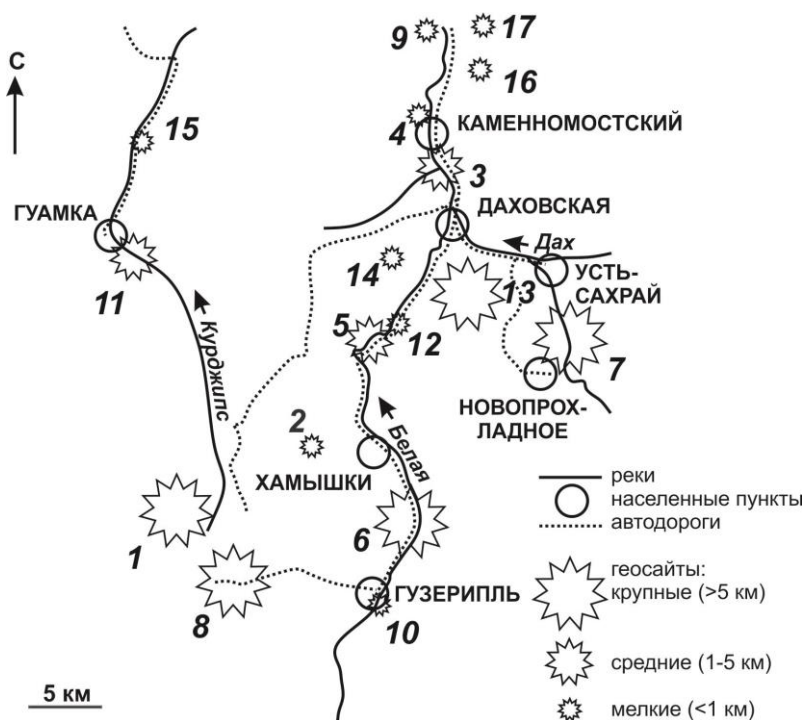 9
17
С
16
15
4
КАМЕННОМОСТСКИЙ
3
ГУАМКА
ДАХОВСКАЯ
Дах
11
14
13
УСТЬ-
САХРАЙ
5
12
7
Курджипс
НОВОПРОХ-
ЛАДНОЕ
2
Белая
ХАМЫШКИ
1
6
8
ГУЗЕРИПЛЬ
10
реки
населенные пункты
автодороги
геосайты:
крупные (>5 км)
средние (1-5 км)
мелкие (<1 км)
5 км